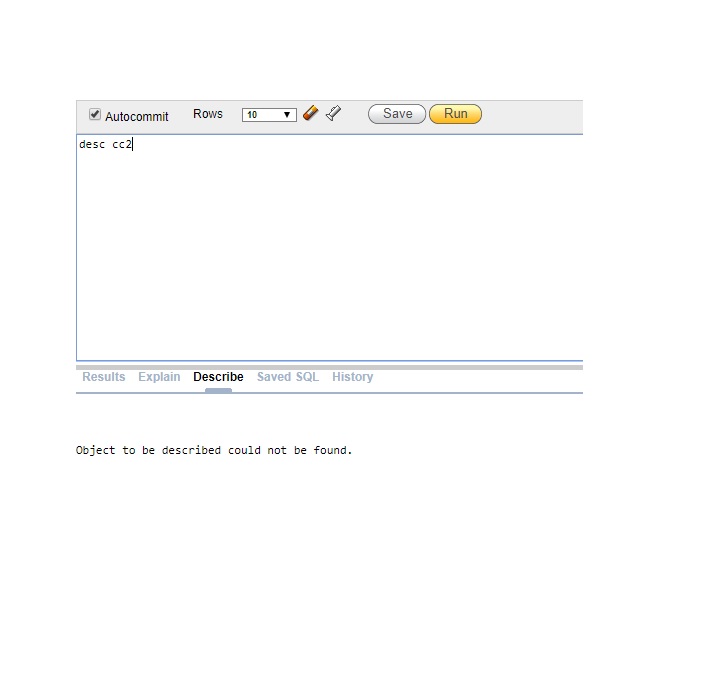 Autocommit Rows 10 Save Run
desc cc2
Results Explain Describe Saved SQL History
Object to be described could not be found.